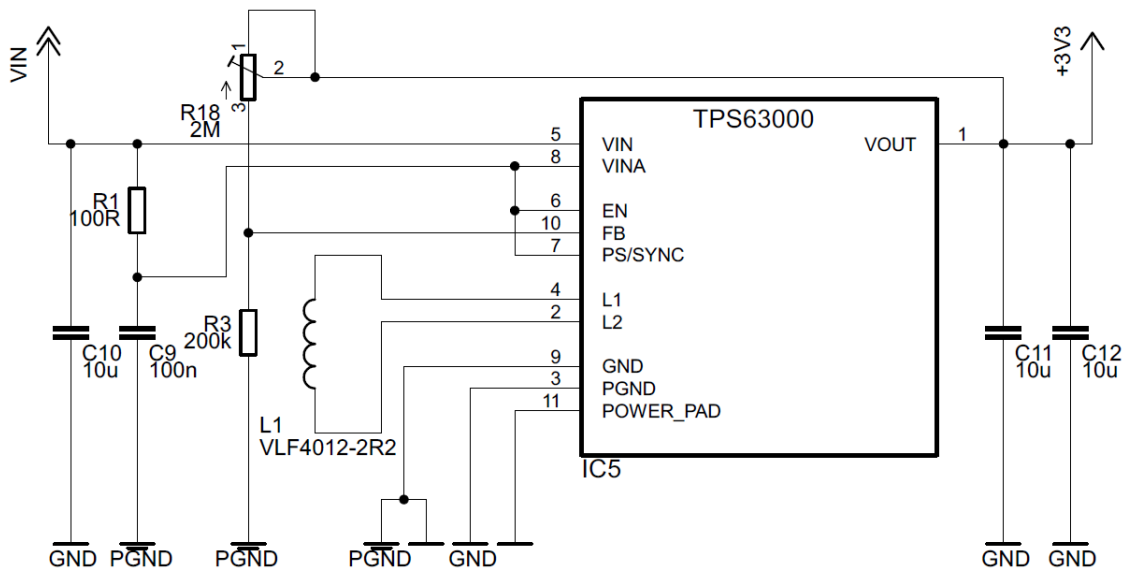 VIN
+3V3
1
2
3
R18
2M
TPS63000
5 VIN
8 VINA
VOUT 1
6 EN
10 FB
7 PS/SYNC
R1
100R
4 L1
2 L2
R3
200k
C10
10u
C9
100n
9 GND
3 PGND
11 POWER_PAD
C11
10u
C12
10u
L1
VLF4012-2R2
IC5
GND
PGND
PGND
PGND
GND
GND
GND